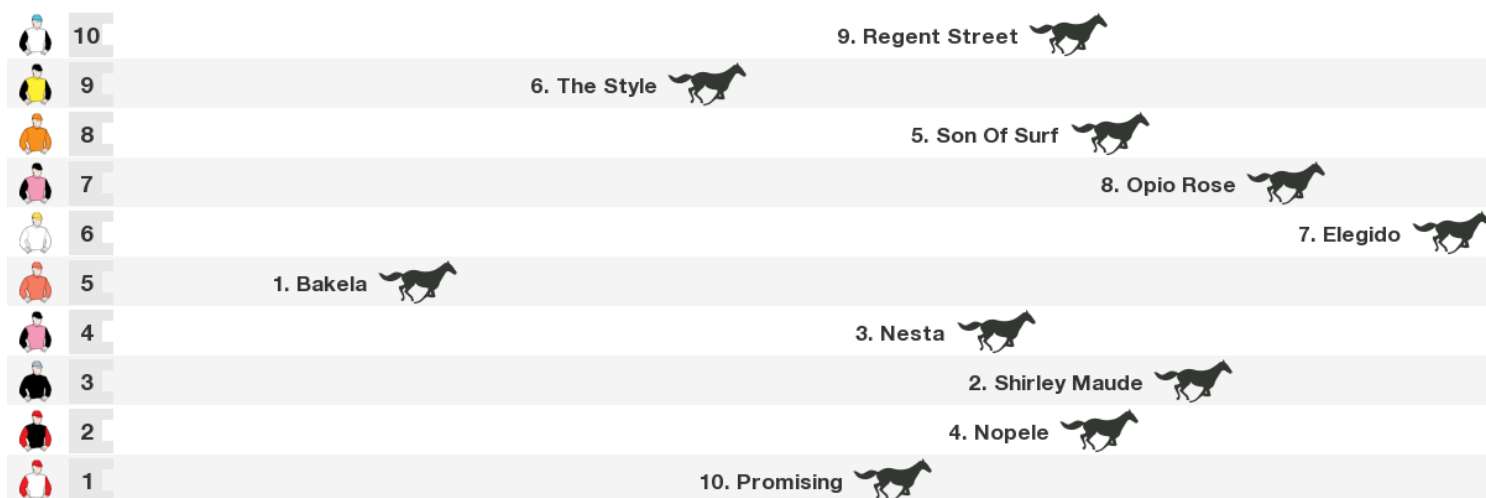 10 9. Regent Street
9 6. The Style
8 5. Son Of Surf
7 8. Opio Rose
6 7. Elegido
5 1. Bakela
4 3. Nesta
3 2. Shirley Maude
2 4. Nopele
1 10. Promising